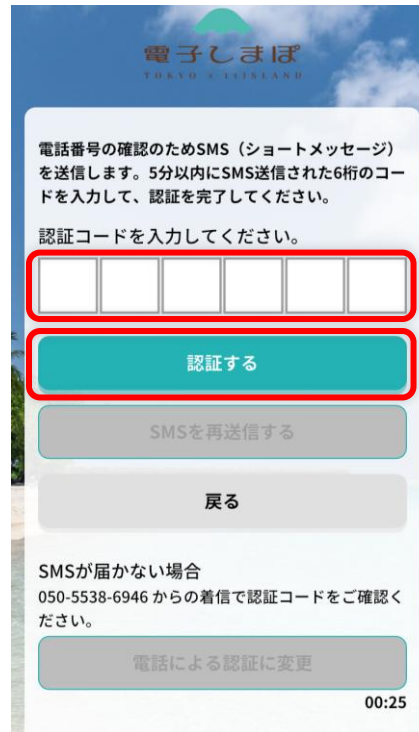 電子しまぽ
TOKYO's 11ISLAND
電話番号の確認のためSMS（ショートメッセージ）
を送信します。5分以内にSMS送信された6桁のコー
ドを入力して、認証を完了してください。
認証コードを入力してください。
認証する
SMSを再送信する
戻る
SMSが届かない場合
050-5538-6946 からの着信で認証コードをご確認く
ださい。
電話による認証に変更
00:25